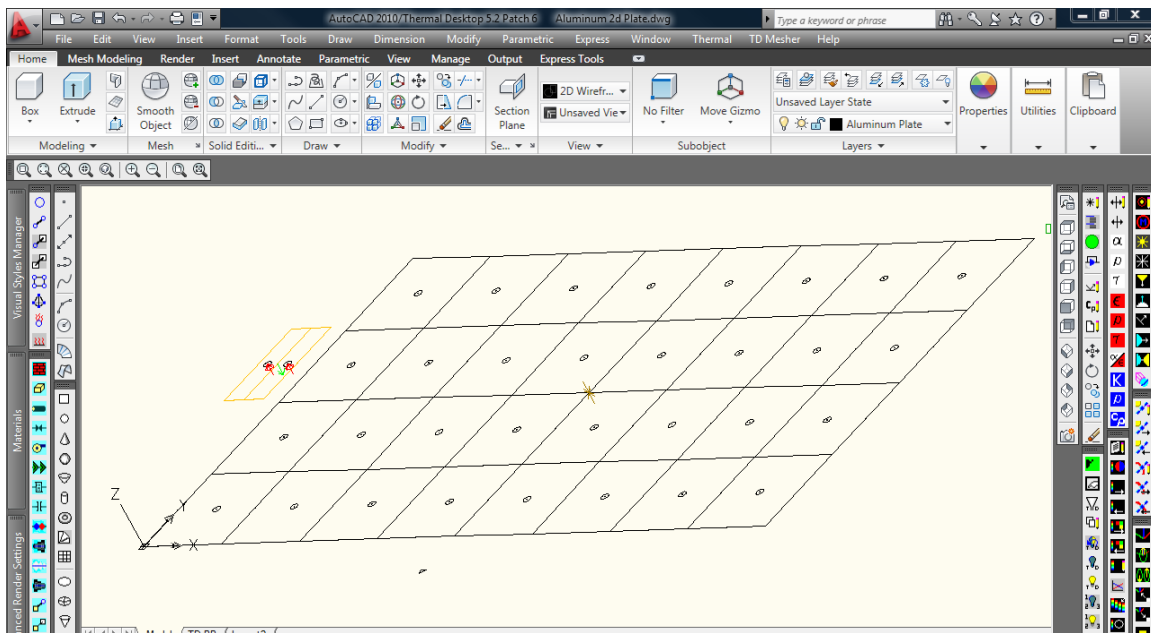 AutoCAD 2010/Thermal Desktop 5.2 Patch 6 Aluminum 2d Plate.dwg
Type a keyword or phrase
File Edit View Insert Format Tools Draw Dimension Modify Parametric Express Window Thermal TD Mesher Help
Home Mesh Modeling Render Insert Annotate Parametric View Manage Output Express Tools
Box Extrude Smooth Object Section Plane 2D Wirefr... Unsaved Vie No Filter Move Gizmo Unsaved Layer State Aluminum Plate Properties Utilities Clipboard
Modeling Mesh Solid Editi... Draw Modify Se... View Subobject Layers
Visual Styles Manager
Materials
anced Render Settings
Z
Y
X